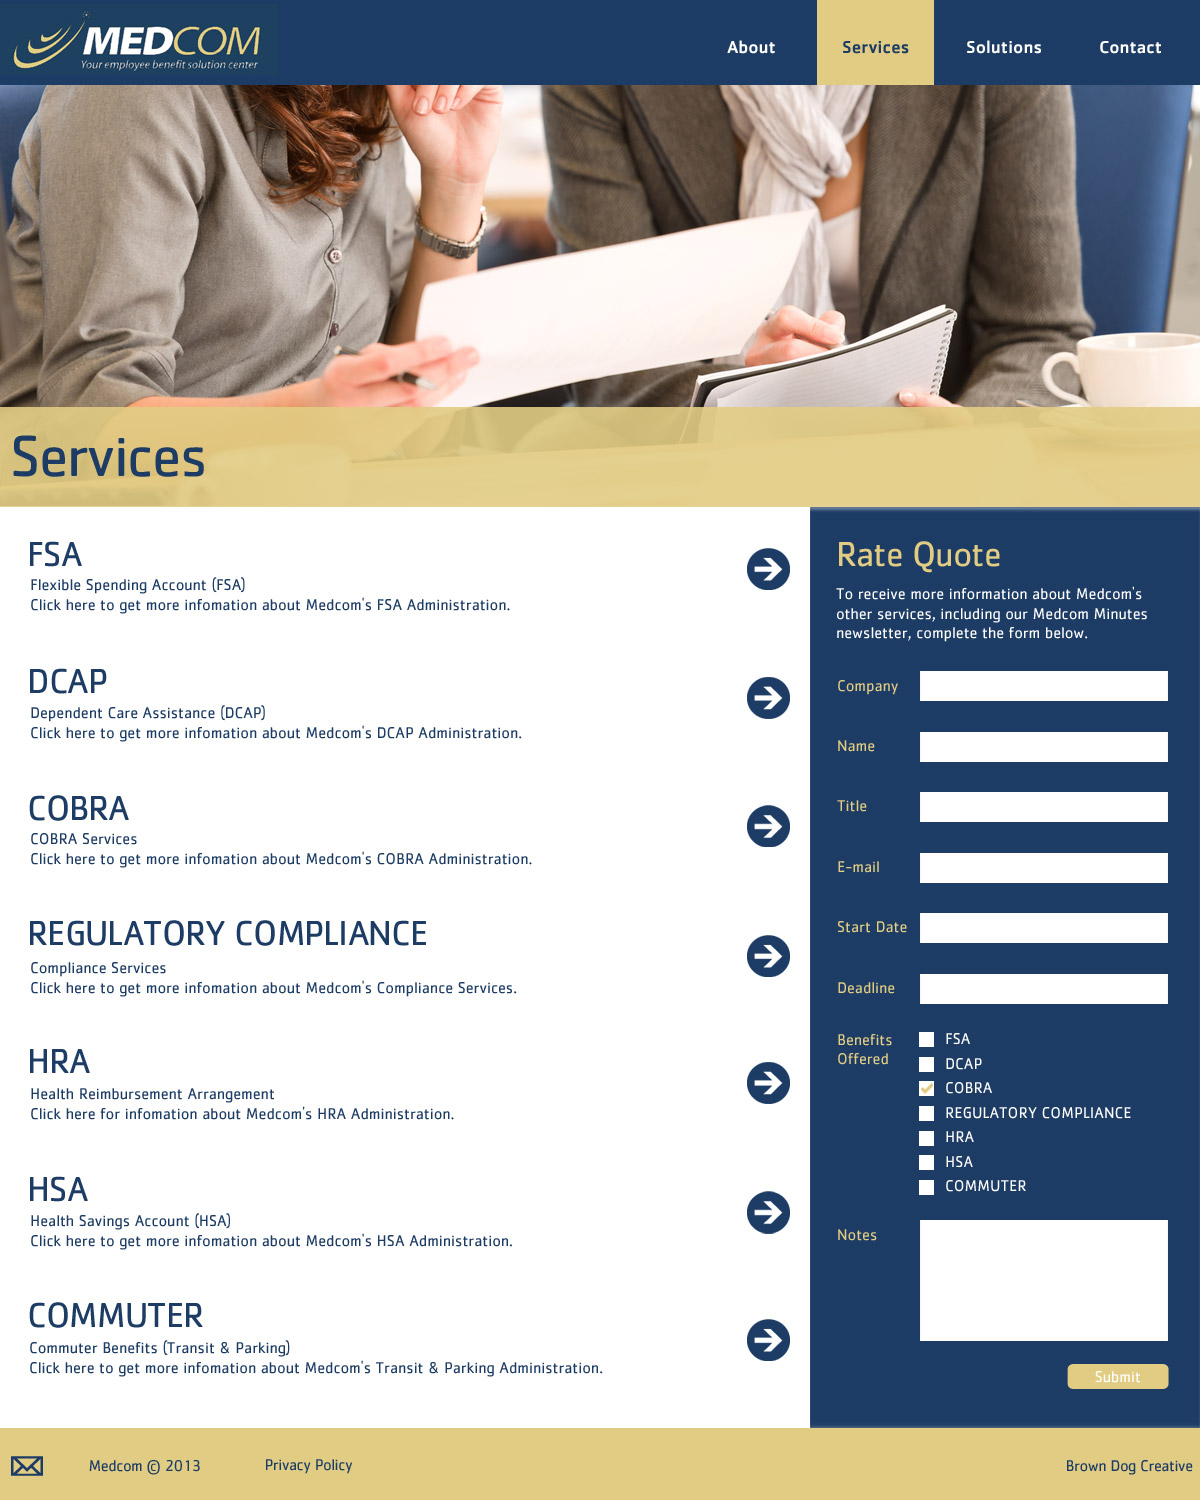 MEDCOM
Your employee benefit solution center
About
Services
Solutions
Contact
Services
FSA
Flexible Spending Account (FSA)
Click here to get more infomation about Medcom's FSA Administration.
DCAP
Dependent Care Assistance (DCAP)
Click here to get more infomation about Medcom's DCAP Administration.
COBRA
COBRA Services
Click here to get more infomation about Medcom's COBRA Administration.
REGULATORY COMPLIANCE
Compliance Services
Click here to get more infomation about Medcom's Compliance Services.
HRA
Health Reimbursement Arrangement
Click here for infomation about Medcom's HRA Administration.
HSA
Health Savings Account (HSA)
Click here to get more infomation about Medcom's HSA Administration.
COMMUTER
Commuter Benefits (Transit & Parking)
Click here to get more infomation about Medcom's Transit & Parking Administration.
Rate Quote
To receive more information about Medcom's
other services, including our Medcom Minutes
newsletter, complete the form below.
Company
Name
Title
E-mail
Start Date
Deadline
Benefits
Offered
FSA
DCAP
COBRA
REGULATORY COMPLIANCE
HRA
HSA
COMMUTER
Notes
Submit
Medcom © 2013
Privacy Policy
Brown Dog Creative